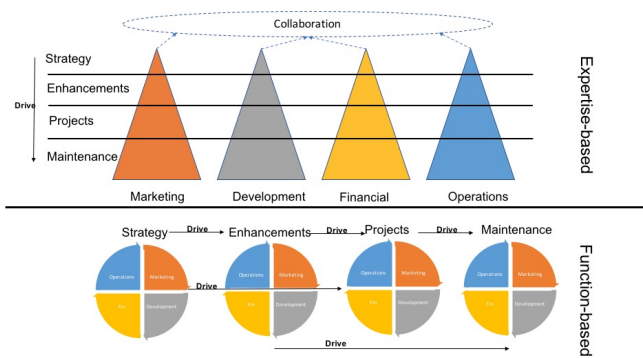 Collaboration
Strategy
Enhancements
Drive
Projects
Maintenance
Marketing Development Financial Operations
Expertise-based
Strategy Drive Enhancements Drive Projects Drive Maintenance
Operations Marketing Operations Marketing Operations Marketing Operations Marketing
Drive
Fin Development Fin Development Fin Development Fin Development
Drive
Function-based